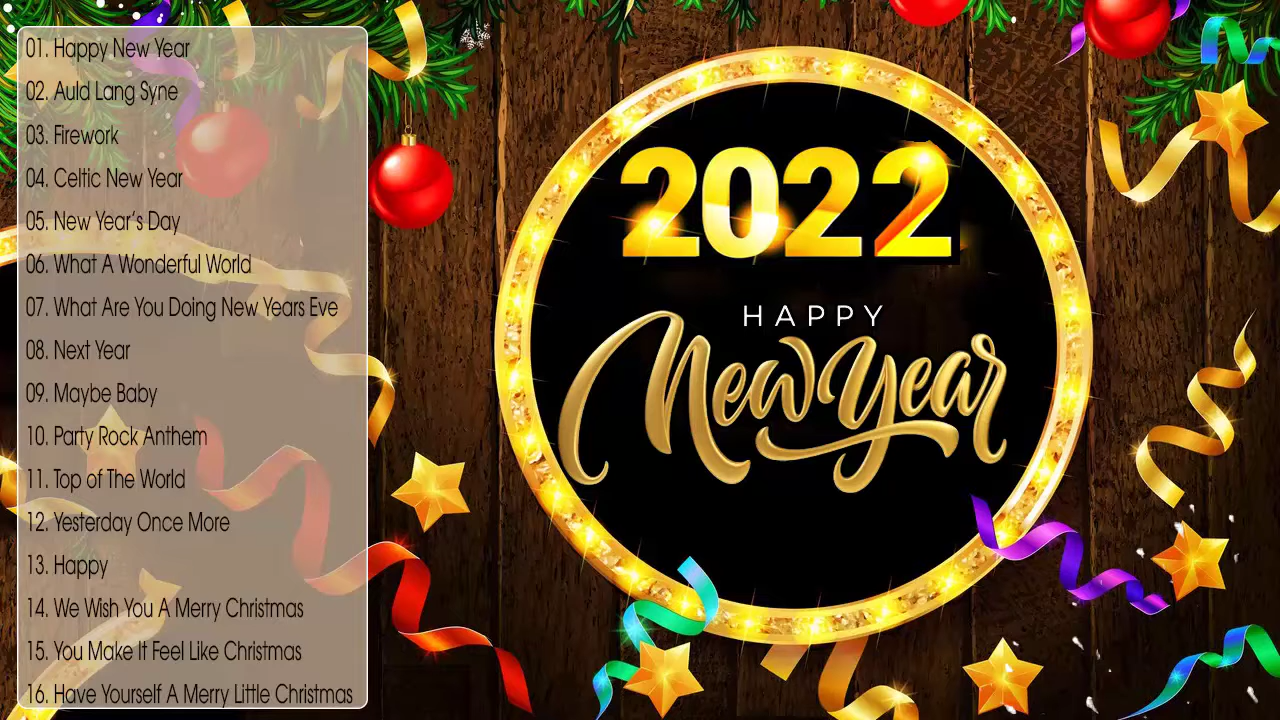 01. Happy New Year
02. Auld Lang Syne
03. Firework
04. Celtic New Year
05. New Year's Day
06. What A Wonderful World
07. What Are You Doing New Years Eve
08. Next Year
09. Maybe Baby
10. Party Rock Anthem
11. Top of The World
12. Yesterday Once More
13. Happy
14. We Wish You A Merry Christmas
15. You Make It Feel Like Christmas
16. Have Yourself A Merry Little Christmas
2022
HAPPY
New Year